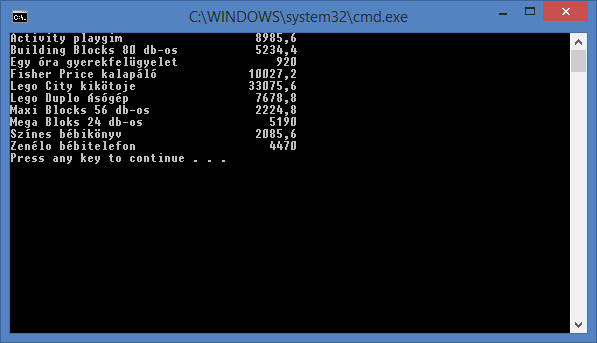 C:\WINDOWS\system32\cmd.exe
Activity playgim 8985,6
Building Blocks 80 db-os 5234,4
Egy óra gyerekfelügyelet 920
Fisher Price kalapáló 10027,2
Lego City kikötoje 33075,6
Lego Duplo Ásógép 7678,8
Maxi Blocks 56 db-os 2224,8
Mega Bloks 24 db-os 5190
Színes bébikönyv 2085,6
Zenélo bébitelefon 4470
Press any key to continue . . .